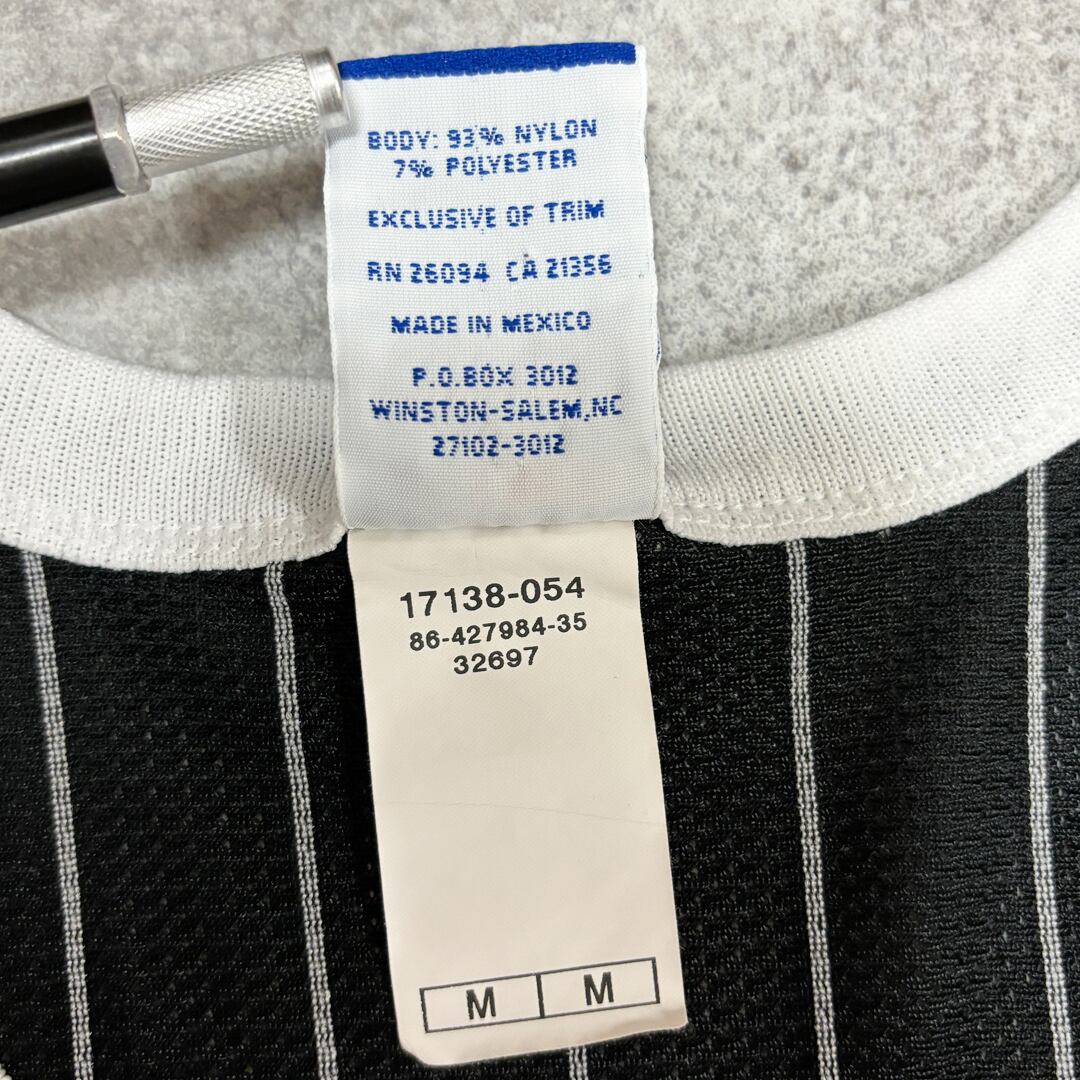 BODY: 93% NYLON
7% POLYESTER
EXCLUSIVE OF TRIM
RN 26094 CA 21356
MADE IN MEXICO
P.O.BOX 3012
WINSTON-SALEM,NC
27102-3012
17138-054
86-427984-35
32697
M M